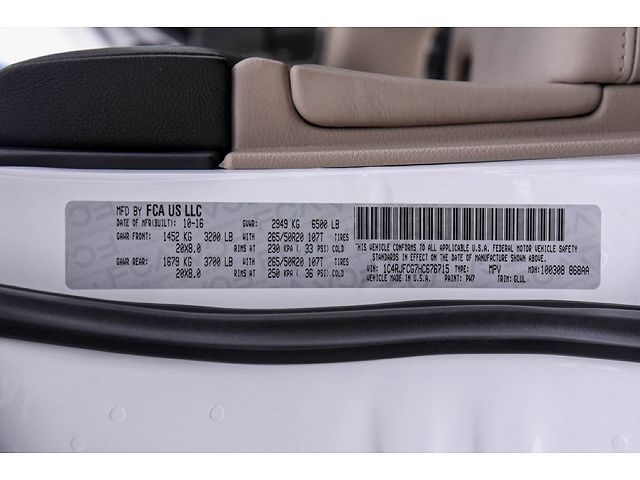 MFD BY FCA US LLC
DATE OF MFR(BUILT): 10-16 GVWR: 2949 KG 6500 LB
GAWR FRONT: 1452 KG 3200 LB WITH 265/50R20 107T TIRES
20X8.0 RIMS AT 230 KPA ( 33 PSI) COLD
GAWR REAR: 1679 KG 3700 LB WITH 265/50R20 107T TIRES
20X8.0 RIMS AT 250 KPA ( 36 PSI) COLD
THIS VEHICLE CONFORMS TO ALL APPLICABLE U.S.A. FEDERAL MOTOR VEHICLE SAFETY
STANDARDS IN EFFECT ON THE DATE OF MANUFACTURE SHOWN ABOVE.
VIN: 1C4RJFCG7HC676715 TYPE: MPV MDH: 100308 868AA
VEHICLE MADE IN U.S.A. PAINT: PW7 TRIM: GLUL